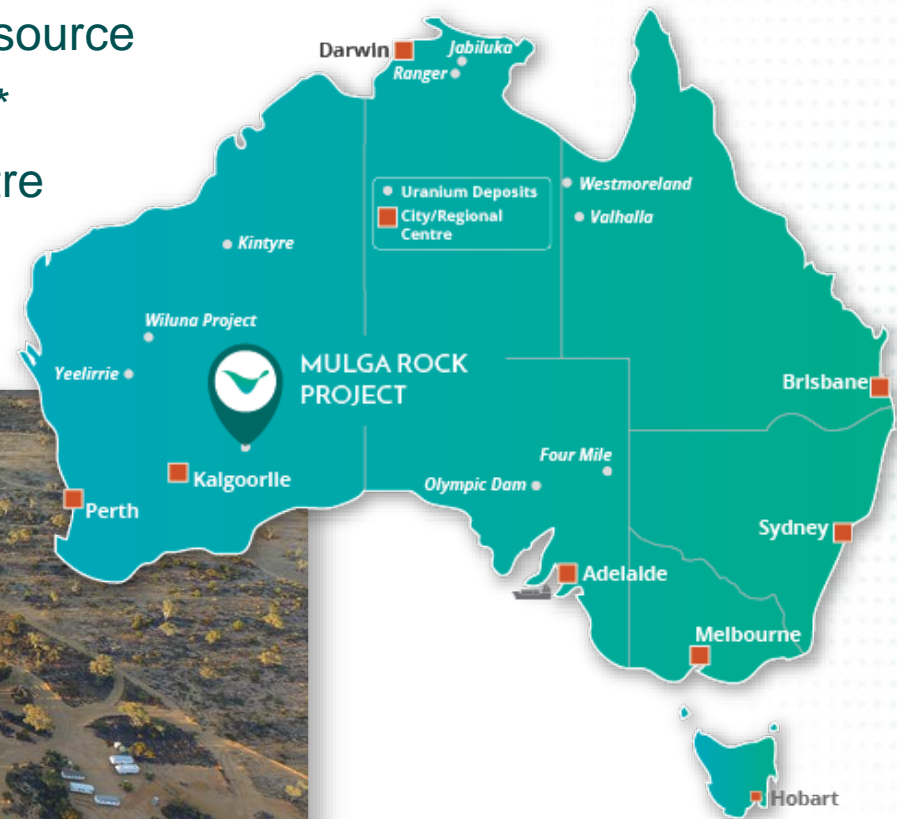 source
*
tre
Darwin
Jabiluka
Ranger
Uranium Deposits
City/Regional
Centre
Westmoreland
Valhalla
Kintyre
Wiluna Project
Yeelirrie
MULGA ROCK
PROJECT
Brisbane
Four Mile
Olympic Dam
Kalgoorlie
Perth
Sydney
Adelaide
Melbourne
Hobart